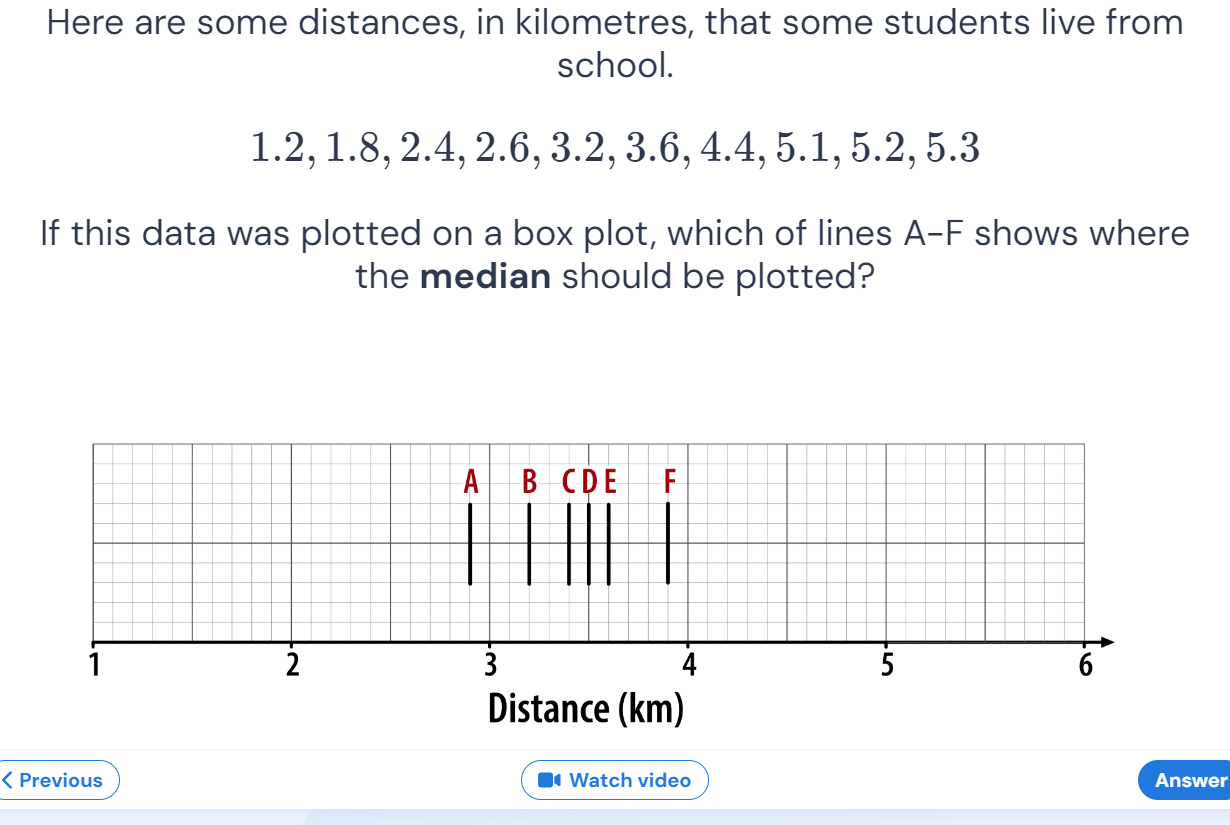 Here are some distances, in kilometres, that some students live from
school.
1.2, 1.8, 2.4, 2.6, 3.2, 3.6, 4.4, 5.1, 5.2, 5.3
If this data was plotted on a box plot, which of lines A–F shows where
the median should be plotted?
A B C D E F
1 2 3 4 5 6
Distance (km)
Previous Watch video Answer